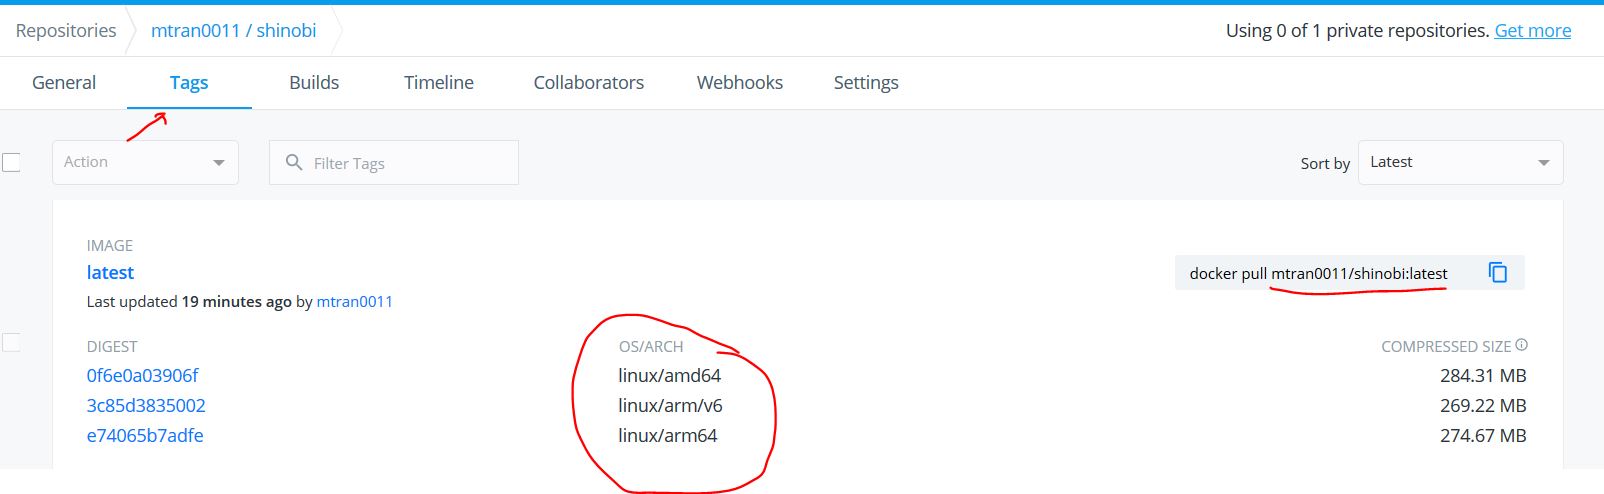 Repositories mtran0011 / shinobi Using 0 of 1 private repositories. Get more
General Tags Builds Timeline Collaborators Webhooks Settings
Action Filter Tags Sort by Latest
IMAGE
latest docker pull mtran0011/shinobi:latest
Last updated 19 minutes ago by mtran0011
DIGEST OS/ARCH COMPRESSED SIZE
0f6e0a03906f linux/amd64 284.31 MB
3c85d3835002 linux/arm/v6 269.22 MB
e74065b7adfe linux/arm64 274.67 MB